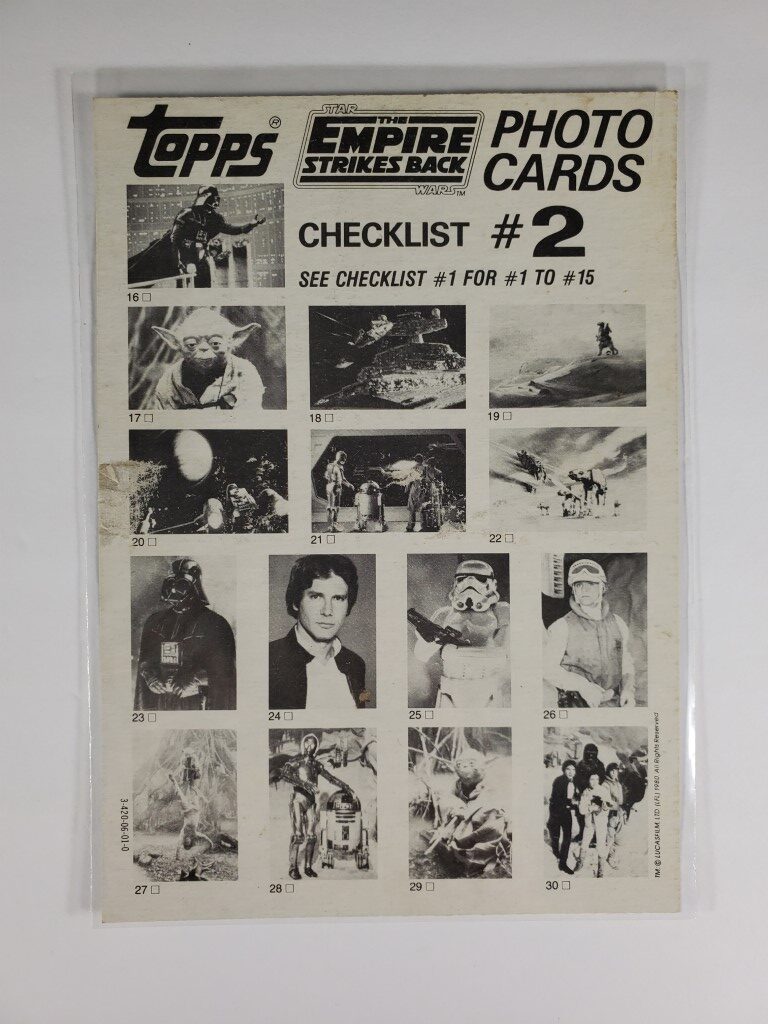 Topps®
STAR
THE
EMPIRE
STRIKES BACK
WARS TM
PHOTO
CARDS
CHECKLIST #2
SEE CHECKLIST #1 FOR #1 TO #15
16
17
18
19
20
21
22
23
24
25
26
27
28
29
30
3-420-06-01-0
TM: © LUCASFILM, LTD. (LFL) 1980. All Rights Reserved